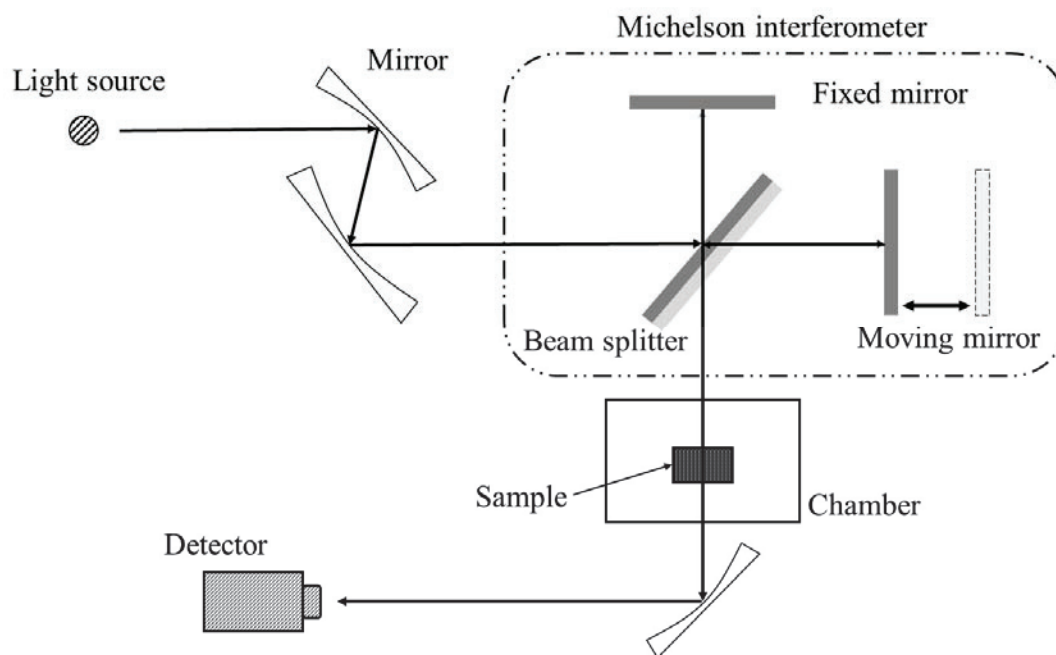 Michelson interferometer
Mirror
Light source
Fixed mirror
Beam splitter
Moving mirror
Sample
Chamber
Detector